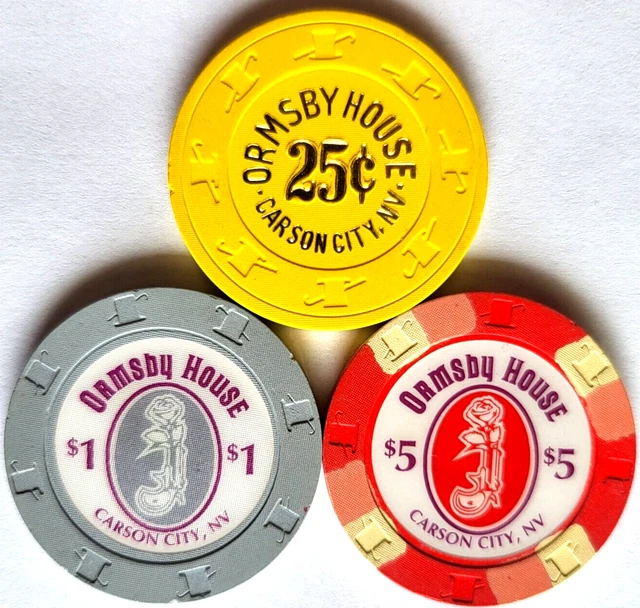 ORMSBY HOUSE
25¢
CARSON CITY, NV
ORMSBY HOUSE
$1 $1
CARSON CITY, NV
ORMSBY HOUSE
$5 $5
CARSON CITY, NV